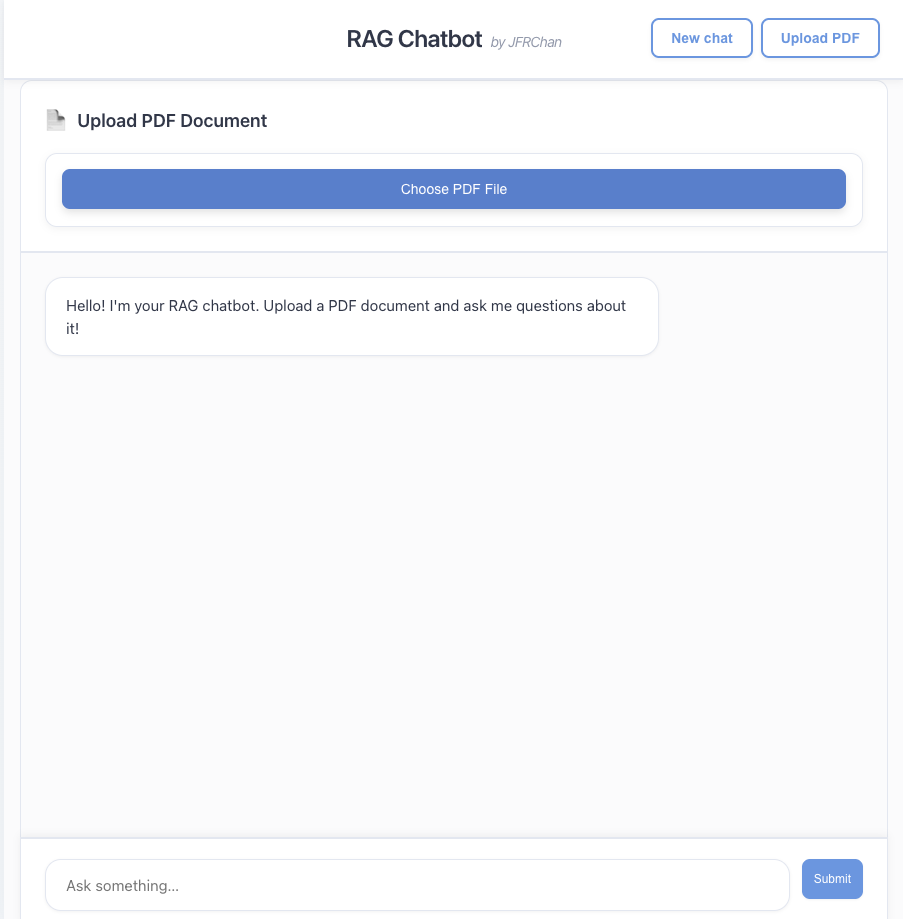 RAG Chatbot by JFRChan
New chat
Upload PDF
Upload PDF Document
Choose PDF File
Hello! I'm your RAG chatbot. Upload a PDF document and ask me questions about
it!
Ask something...
Submit